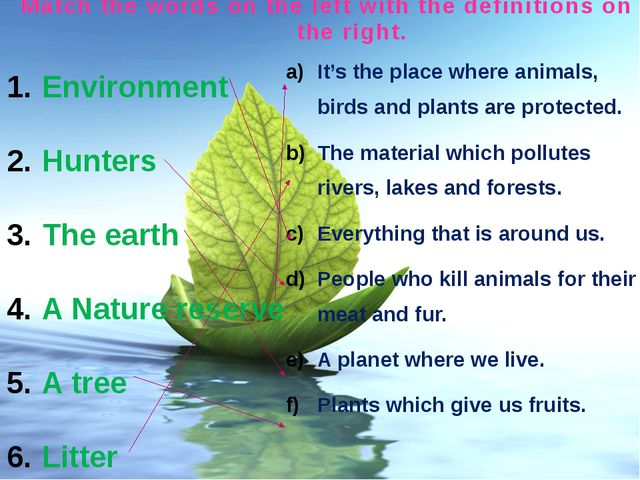 Match the words on the left with the definitions on
the right.
1. Environment
2. Hunters
3. The earth
4. A Nature reserve
5. A tree
6. Litter
a) It’s the place where animals,
birds and plants are protected.
b) The material which pollutes
rivers, lakes and forests.
c) Everything that is around us.
d) People who kill animals for their
meat and fur.
e) A planet where we live.
f) Plants which give us fruits.